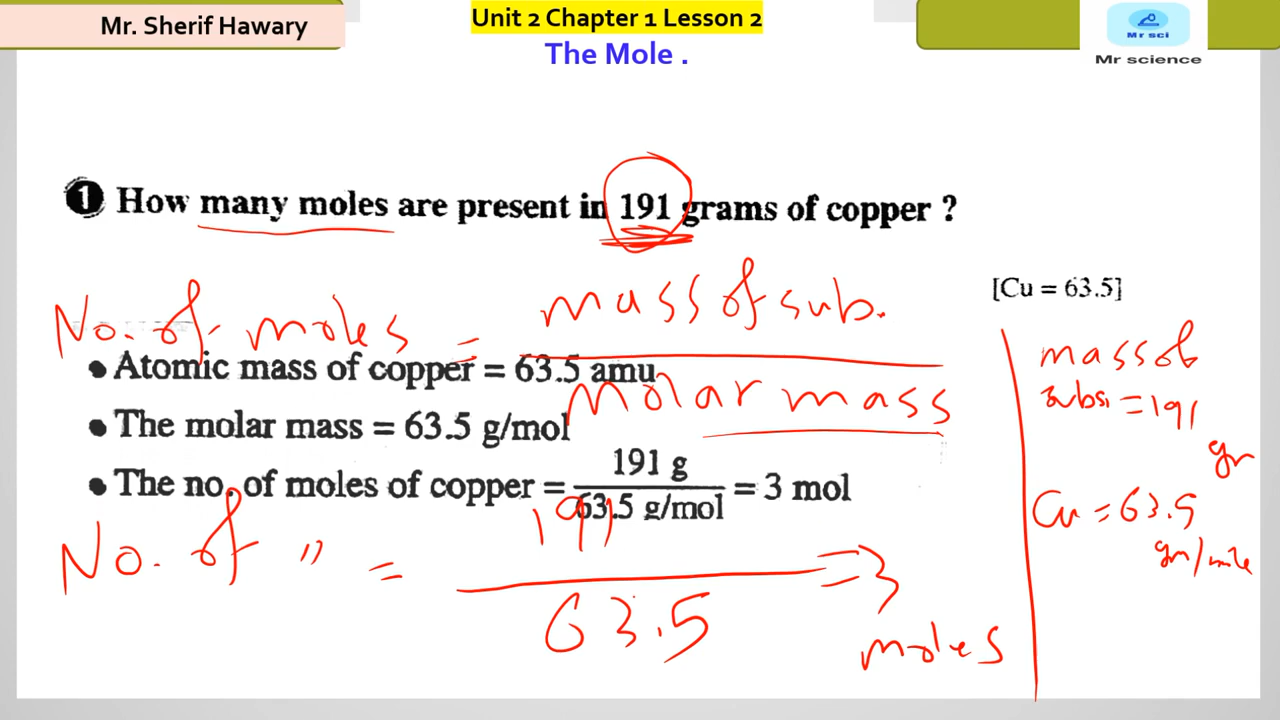 Mr. Sherif Hawary
Unit 2 Chapter 1 Lesson 2
The Mole .
Mr sci
Mr science
1 How many moles are present in 191 grams of copper ?
[Cu = 63.5]
No. of moles = mass of sub.
molar mass
• Atomic mass of copper = 63.5 amu
• The molar mass = 63.5 g/mol
• The no. of moles of copper = 191 g / 63.5 g/mol = 3 mol
No. of " = 191 / 63.5 = 3
moles
mass of
subs. = 191
gm
Cu = 63.5
gm/mole